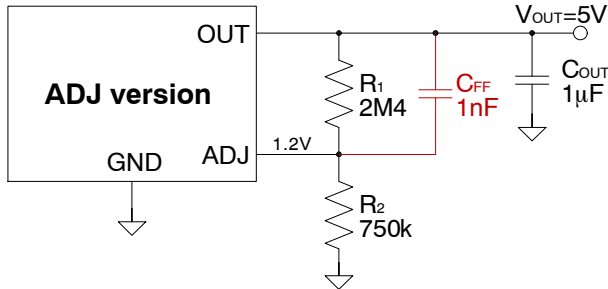 OUT
VOUT=5V
ADJ version
R1
2M4
CFF
1nF
COUT
1µF
1.2V
ADJ
GND
R2
750k